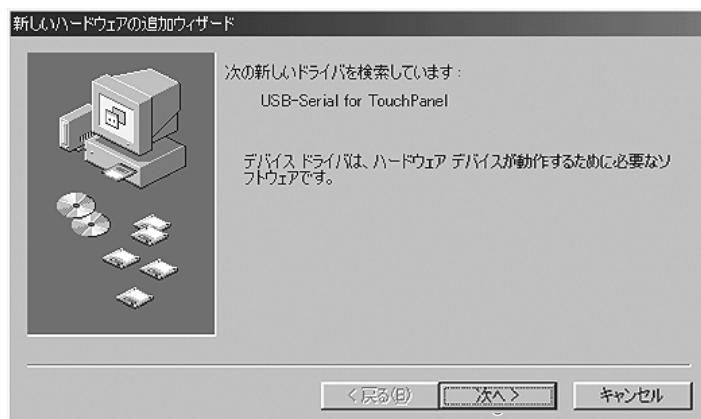 新しいハードウェアの追加ウィザード
次の新しいドライバを検索しています：
USB-Serial for TouchPanel
デバイス ドライバは、ハードウェア デバイスが動作するために必要なソ
フトウェアです。
< 戻る(B)
次へ >
キャンセル